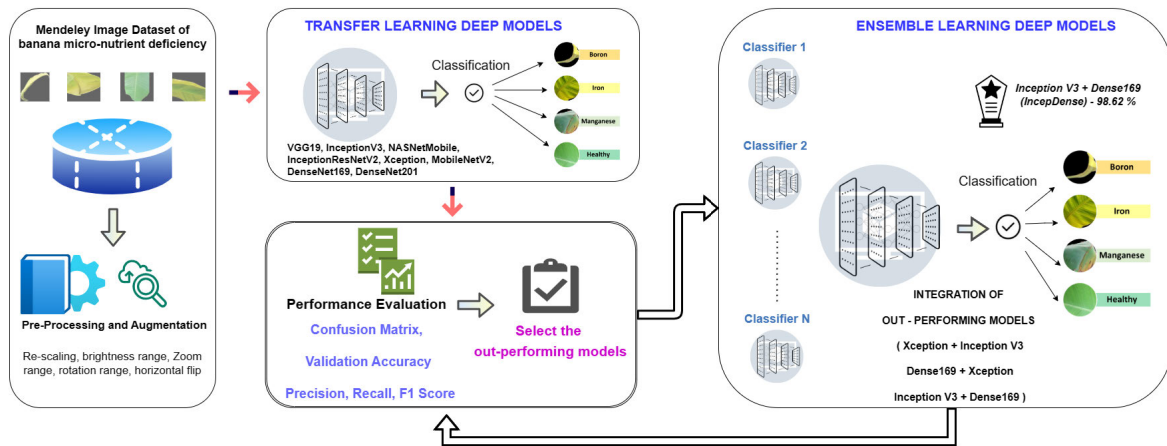 Mendeley Image Dataset of
banana micro-nutrient deficiency
Pre-Processing and Augmentation
Re-scaling, brightness range, Zoom
range, rotation range, horizontal flip
TRANSFER LEARNING DEEP MODELS
Classification
Boron
Iron
Manganese
Healthy
VGG19, InceptionV3, NASNetMobile,
InceptionResNetV2, Xception, MobileNetV2,
DenseNet169, DenseNet201
Performance Evaluation
Confusion Matrix,
Validation Accuracy
Precision, Recall, F1 Score
Select the
out-performing models
ENSEMBLE LEARNING DEEP MODELS
Classifier 1
Classifier 2
Classifier N
Inception V3 + Dense169
(IncepDense) - 98.62 %
Classification
Boron
Iron
Manganese
Healthy
INTEGRATION OF
OUT - PERFORMING MODELS
( Xception + Inception V3
Dense169 + Xception
Inception V3 + Dense169 )